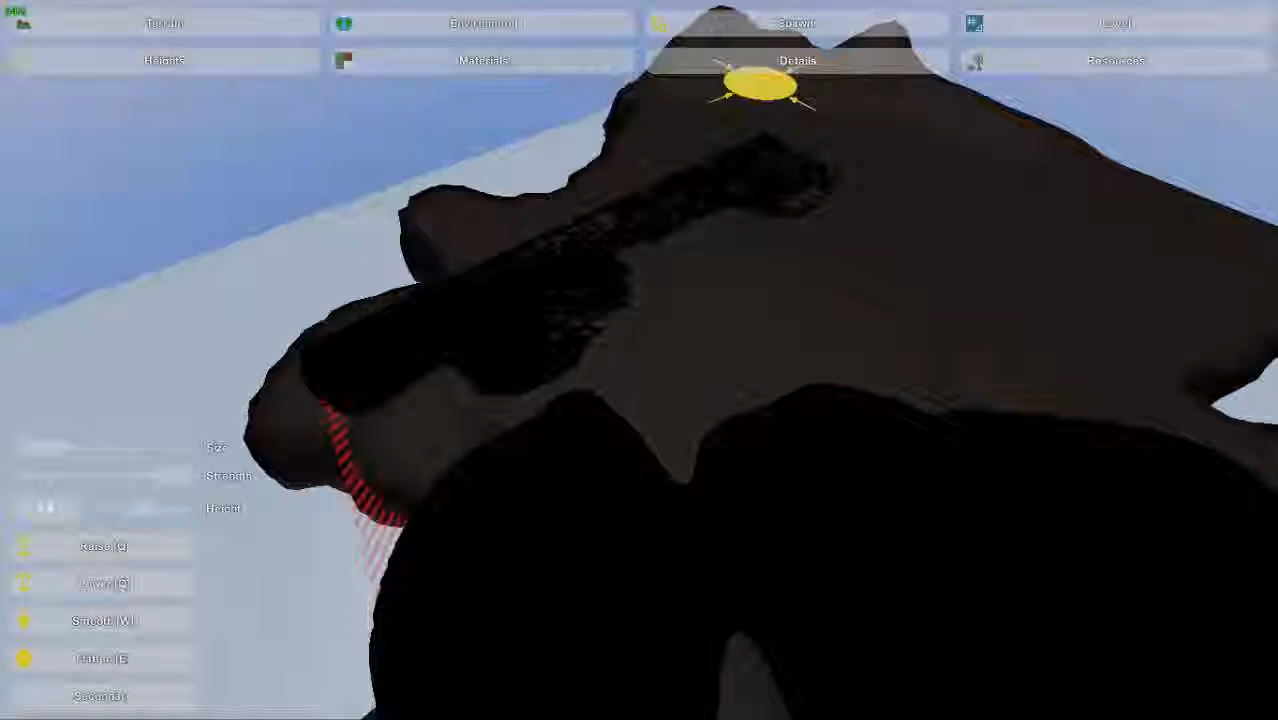 Terrain
Environment
Spawn
Level
Heights
Materials
Details
Resources
Size
Strength
Height
Raise [Q]
Lower [Q]
Smooth [W]
Flatten [E]